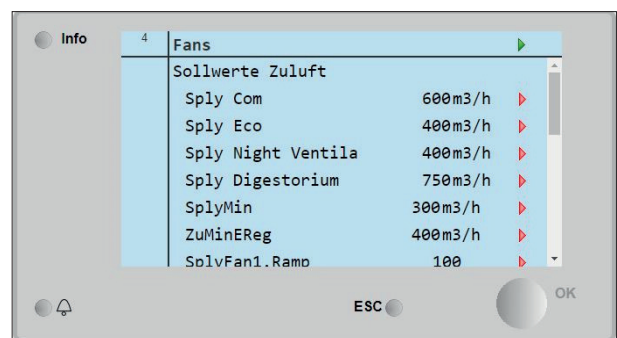 Info
4 Fans
Sollwerte Zuluft
Sply Com 600m3/h
Sply Eco 400m3/h
Sply Night Ventila 400m3/h
Sply Digestorium 750m3/h
SplyMin 300m3/h
ZuMinEReg 400m3/h
SplyFan1.Ramp 100
ESC OK